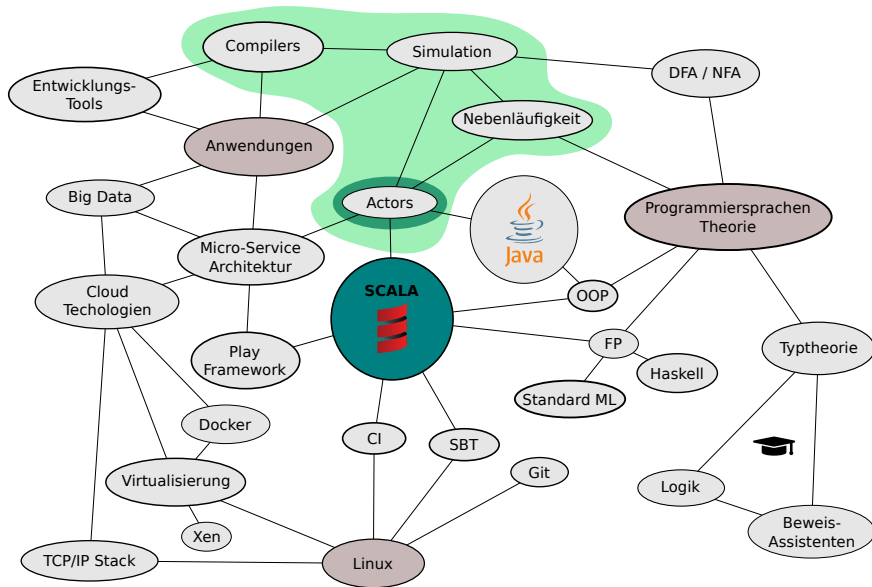 Compilers
Simulation
DFA / NFA
Entwicklungs-
Tools
Nebenläufigkeit
Anwendungen
Big Data
Actors
Programmiersprachen
Theorie
Micro-Service
Architektur
Java
Cloud
Techologien
SCALA
OOP
Play
Framework
FP
Typtheorie
Haskell
Standard ML
Docker
CI
SBT
Git
Virtualisierung
Logik
Xen
Beweis-
Assistenten
TCP/IP Stack
Linux